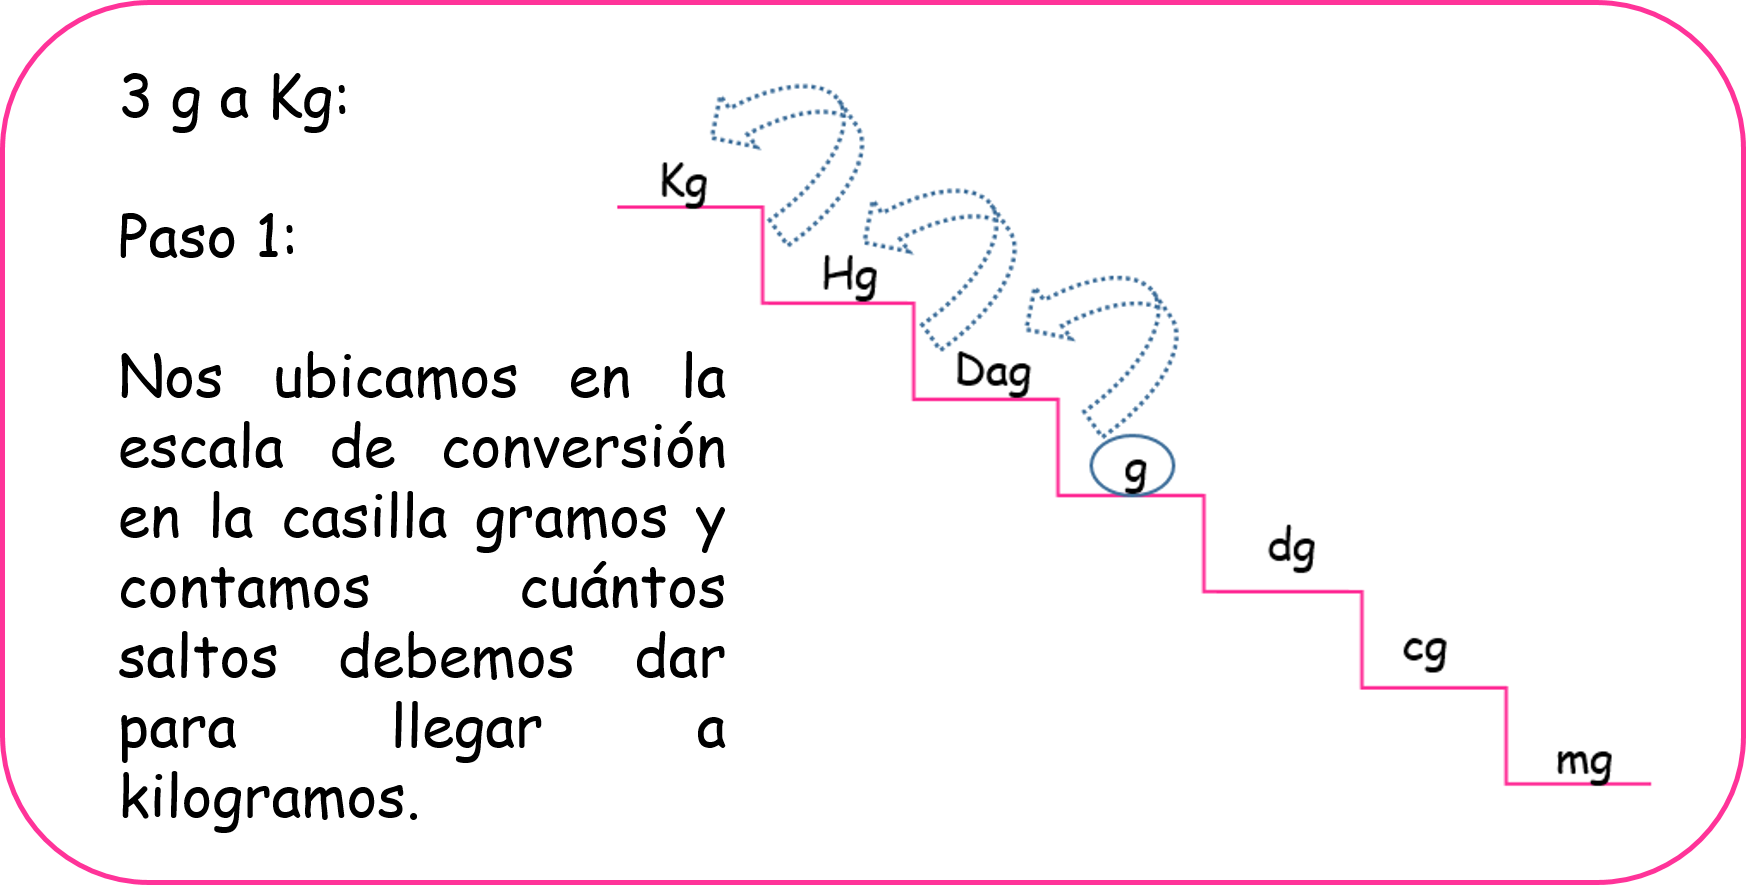 3 g a Kg:
Paso 1:
Nos ubicamos en la
escala de conversión
en la casilla gramos y
contamos cuántos
saltos debemos dar
para llegar a
kilogramos.
Kg
Hg
Dag
g
dg
cg
mg